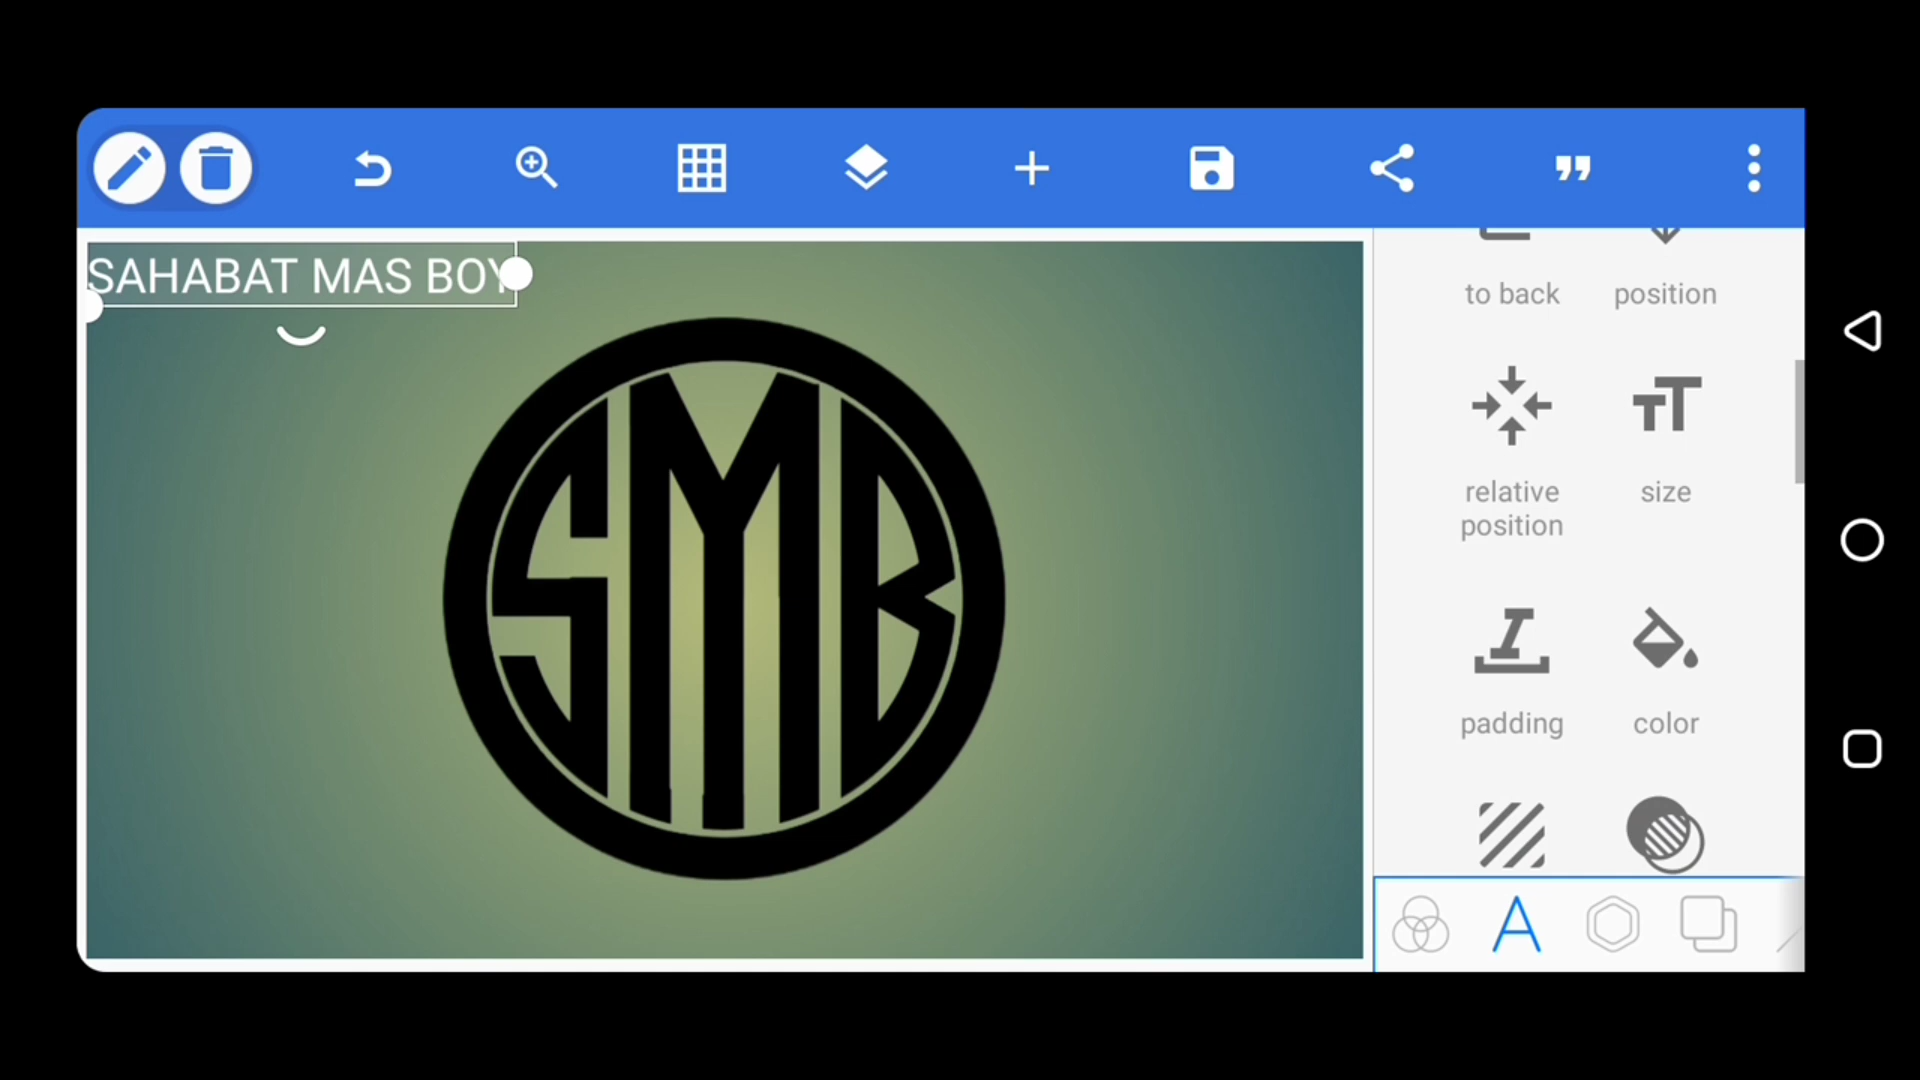 SAHABAT MAS BOY
SMB
to back
position
relative
position
size
padding
color